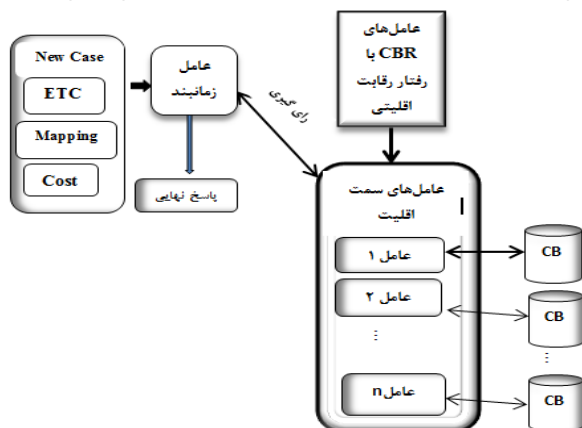 New Case
ETC
Mapping
Cost
عامل
زمانبند
پاسخ نهایی
رای گیری
عامل‌های
CBR با
رفتار رقابت
اقلیتی
عامل‌های سمت
اقلیت
عامل ۱
عامل ۲
⋮
عامل n
CB
CB
⋮
CB